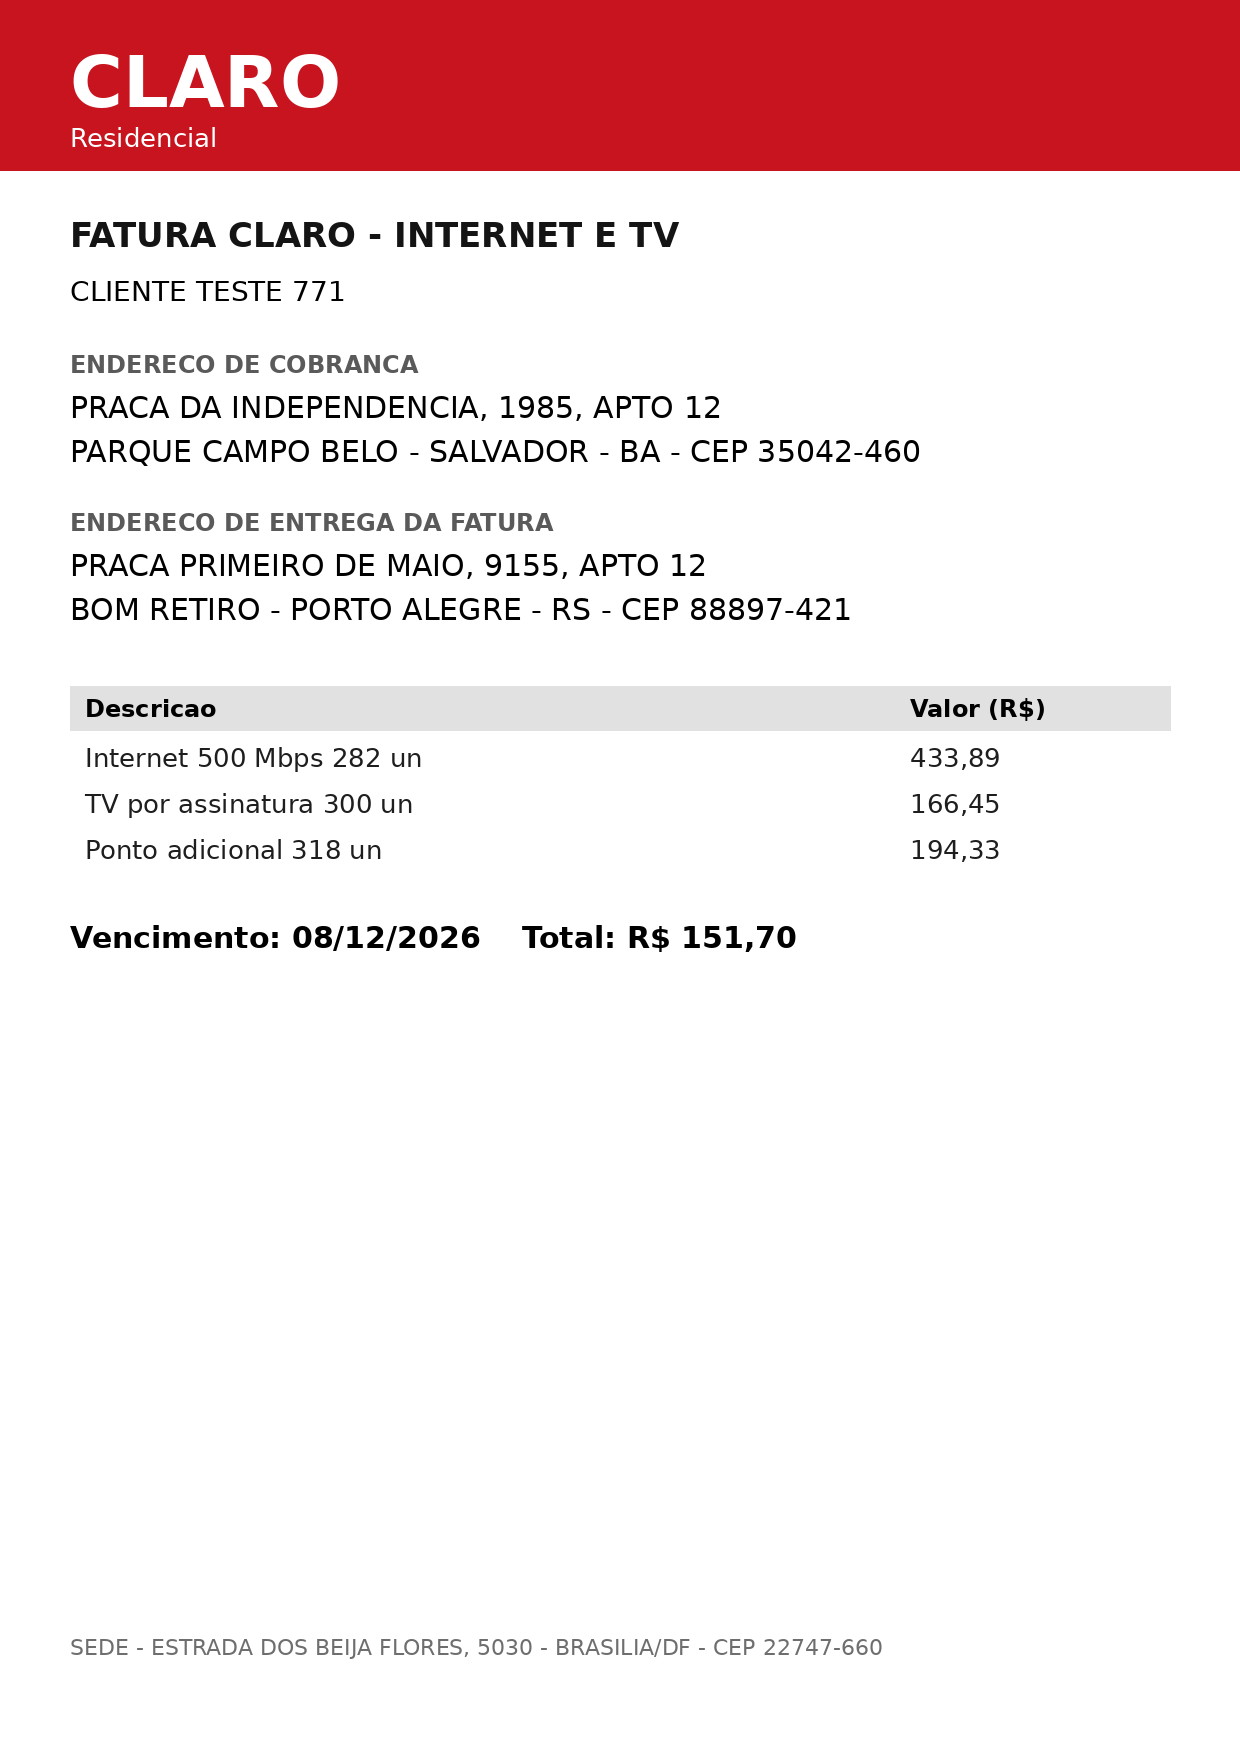 CLARO
Residencial
FATURA CLARO - INTERNET E TV
CLIENTE TESTE 771
ENDERECO DE COBRANCA
PRACA DA INDEPENDENCIA, 1985, APTO 12
PARQUE CAMPO BELO - SALVADOR - BA - CEP 35042-460
ENDERECO DE ENTREGA DA FATURA
PRACA PRIMEIRO DE MAIO, 9155, APTO 12
BOM RETIRO - PORTO ALEGRE - RS - CEP 88897-421
Descricao Valor (R$)
Internet 500 Mbps 282 un 433,89
TV por assinatura 300 un 166,45
Ponto adicional 318 un 194,33
Vencimento: 08/12/2026 Total: R$ 151,70
SEDE - ESTRADA DOS BEIJA FLORES, 5030 - BRASILIA/DF - CEP 22747-660